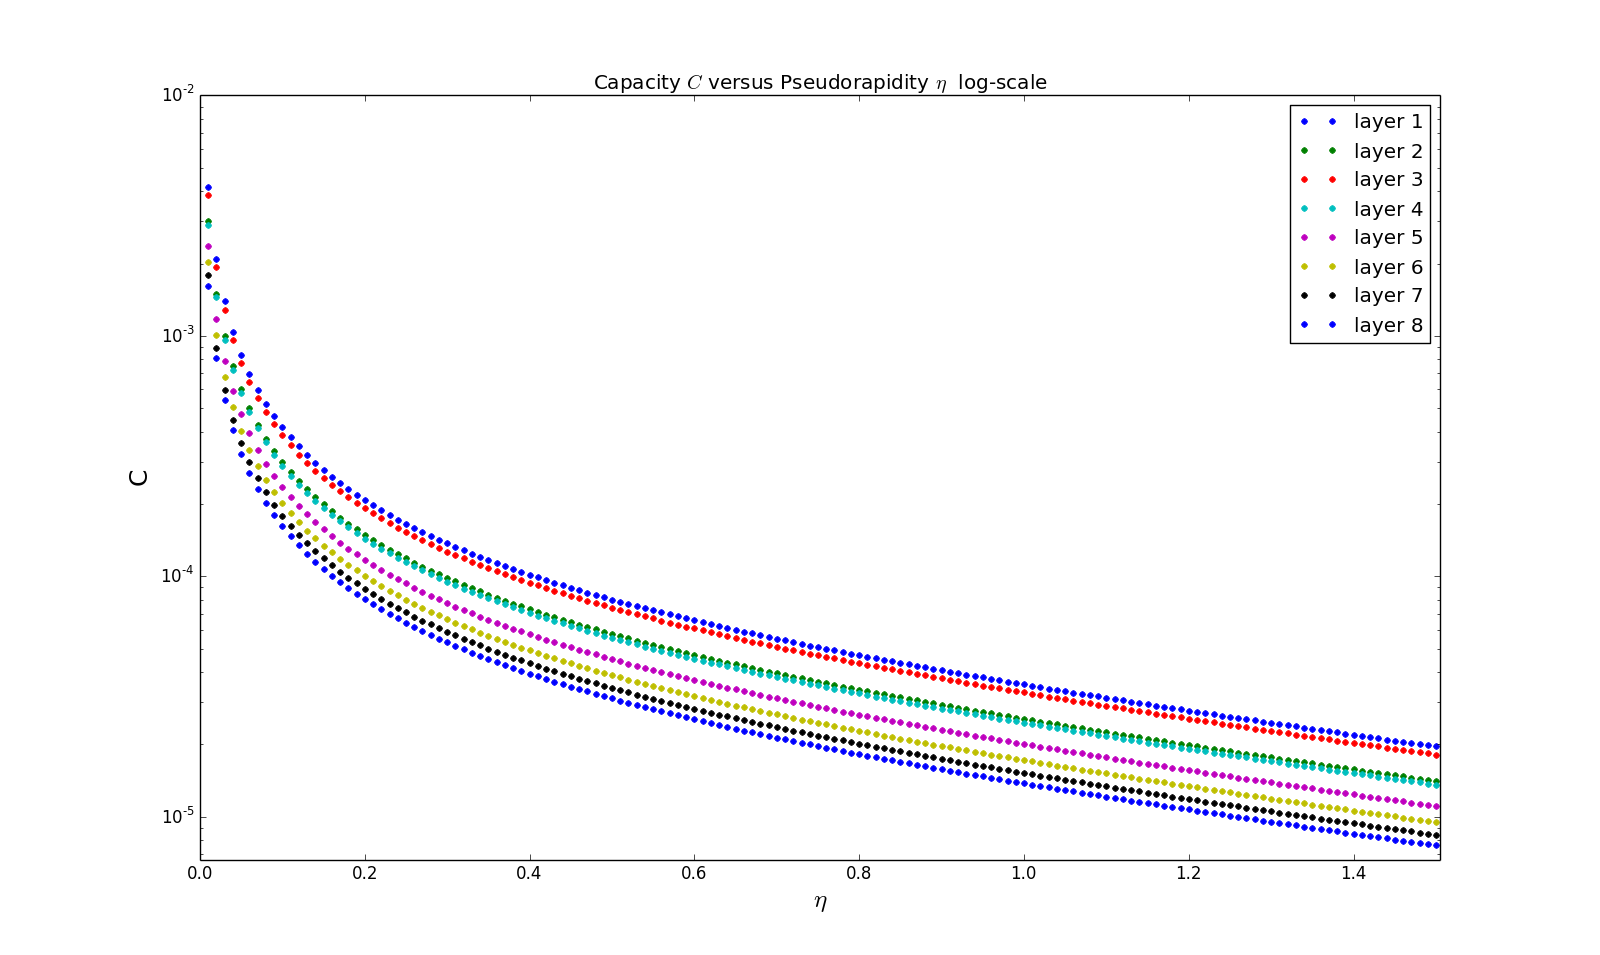 Capacity C versus Pseudorapidity η log-scale
10⁻²
10⁻³
10⁻⁴
10⁻⁵
C
layer 1
layer 2
layer 3
layer 4
layer 5
layer 6
layer 7
layer 8
0.0 0.2 0.4 0.6 0.8 1.0 1.2 1.4
η